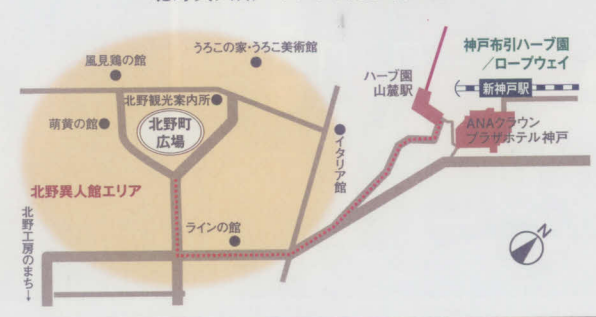 うろこの家・うろこ美術館
風見鶏の館
神戸布引ハーブ園
／ロープウェイ
ハーブ園
山麓駅
新神戸駅
北野観光案内所
萌黄の館
北野町
広場
ANAクラウン
プラザホテル神戸
イタリア館
北野異人館エリア
ラインの館
北野工房のまち→
N